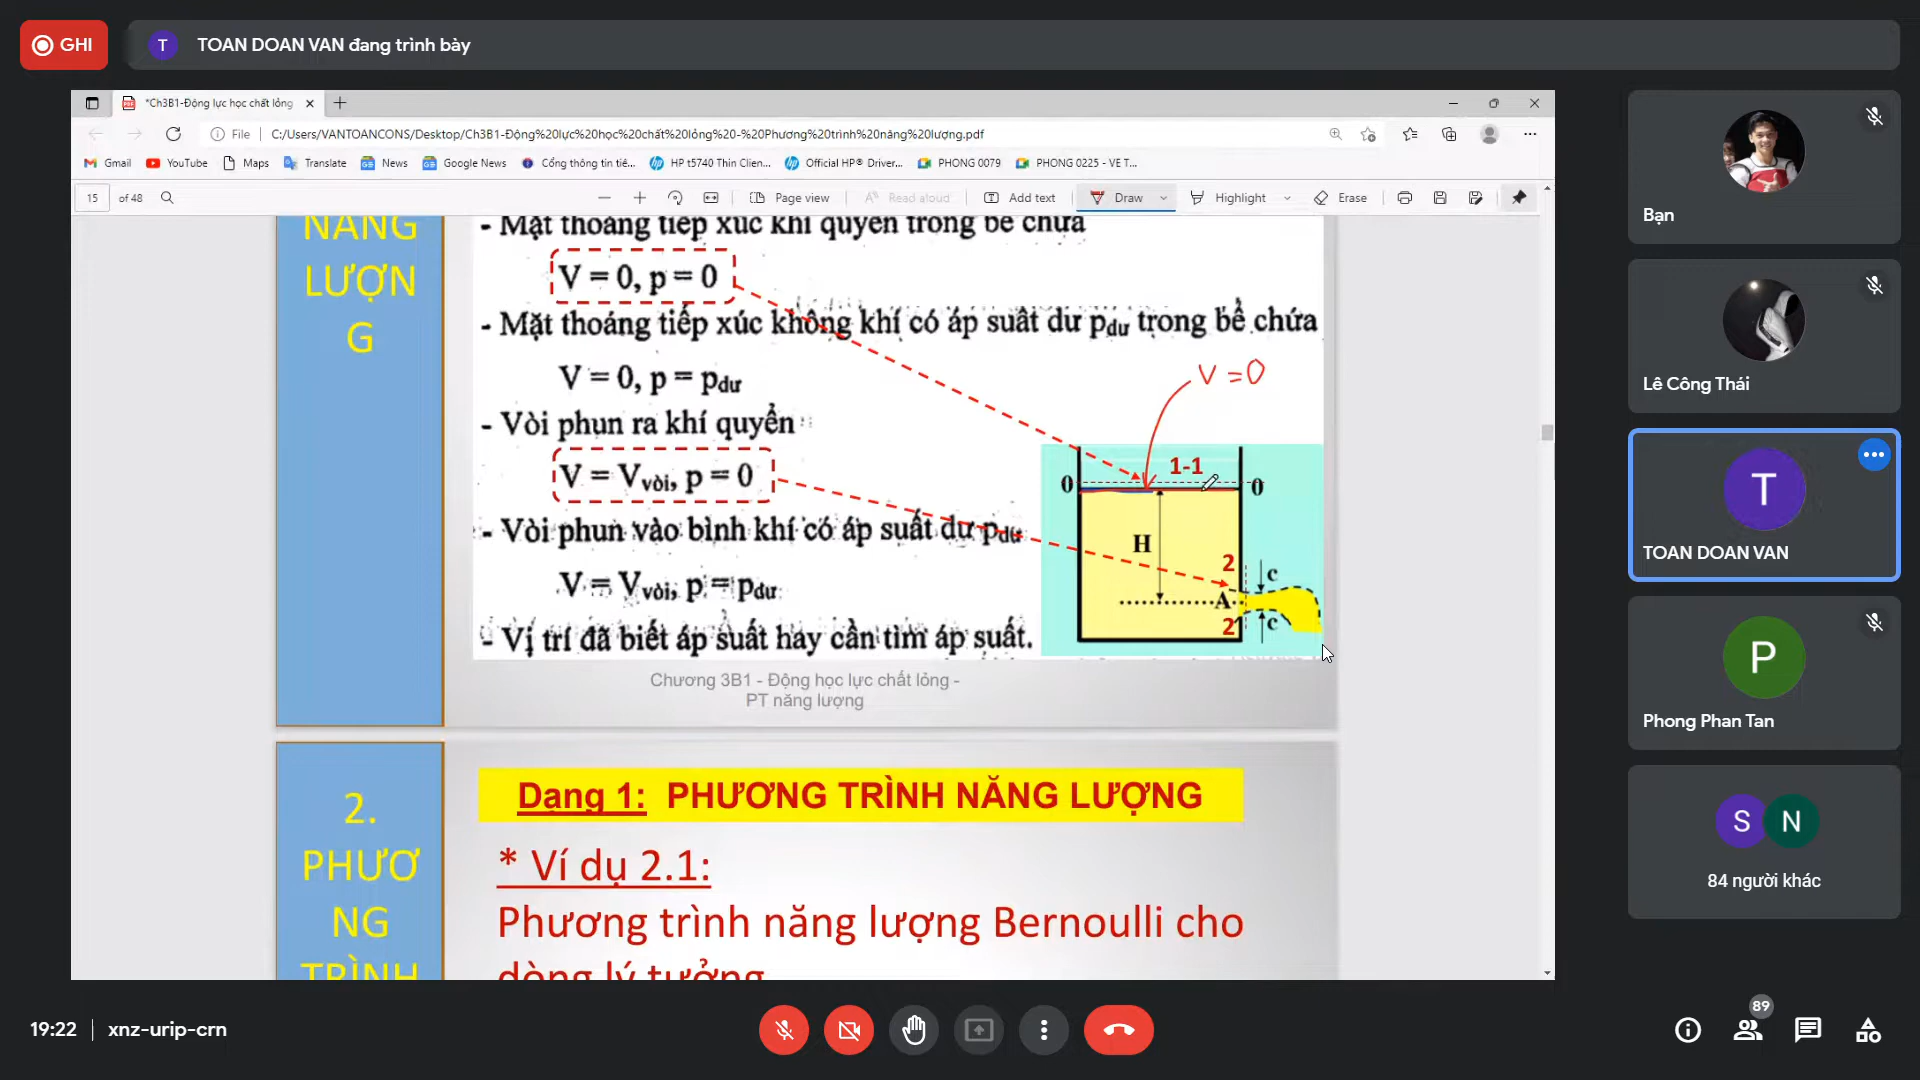 GHI
T
TOAN DOAN VAN đang trình bày
*Ch3B1-Động lực học chất lỏng
File
C:/Users/VANTOANCONS/Desktop/Ch3B1-Động%20lực%20học%20chất%20lỏng%20-%20Phương%20trình%20năng%20lượng.pdf
Gmail
YouTube
Maps
Translate
News
Google News
Cổng thông tin tiề...
HP t5740 Thin Clien...
Official HP® Driver...
PHONG 0079
PHONG 0225 - VE T...
15
of 48
Page view
Read aloud
Add text
Draw
Highlight
Erase
NĂNG
LƯỢN
G
- Mặt thoáng tiếp xúc khí quyển trong bể chứa
V = 0, p = 0
- Mặt thoáng tiếp xúc không khí có áp suất dư pdư trong bể chứa
V = 0, p = pdư
- Vòi phun ra khí quyển
V = Vvòi, p = 0
- Vòi phun vào bình khí có áp suất dư pdư
V = Vvòi, p = pdư
- Vị trí đã biết áp suất hay cần tìm áp suất.
V = 0
1-1
0
0
H
2
c
A
2
c
Chương 3B1 - Động học lực chất lỏng -
PT năng lượng
2.
PHƯƠ
NG
TRÌNH
Dạng 1: PHƯƠNG TRÌNH NĂNG LƯỢNG
* Ví dụ 2.1:
Phương trình năng lượng Bernoulli cho
dòng lý tưởng
Bạn
Lê Công Thái
T
TOAN DOAN VAN
P
Phong Phan Tan
S
N
84 người khác
19:22
xnz-urip-crn
89